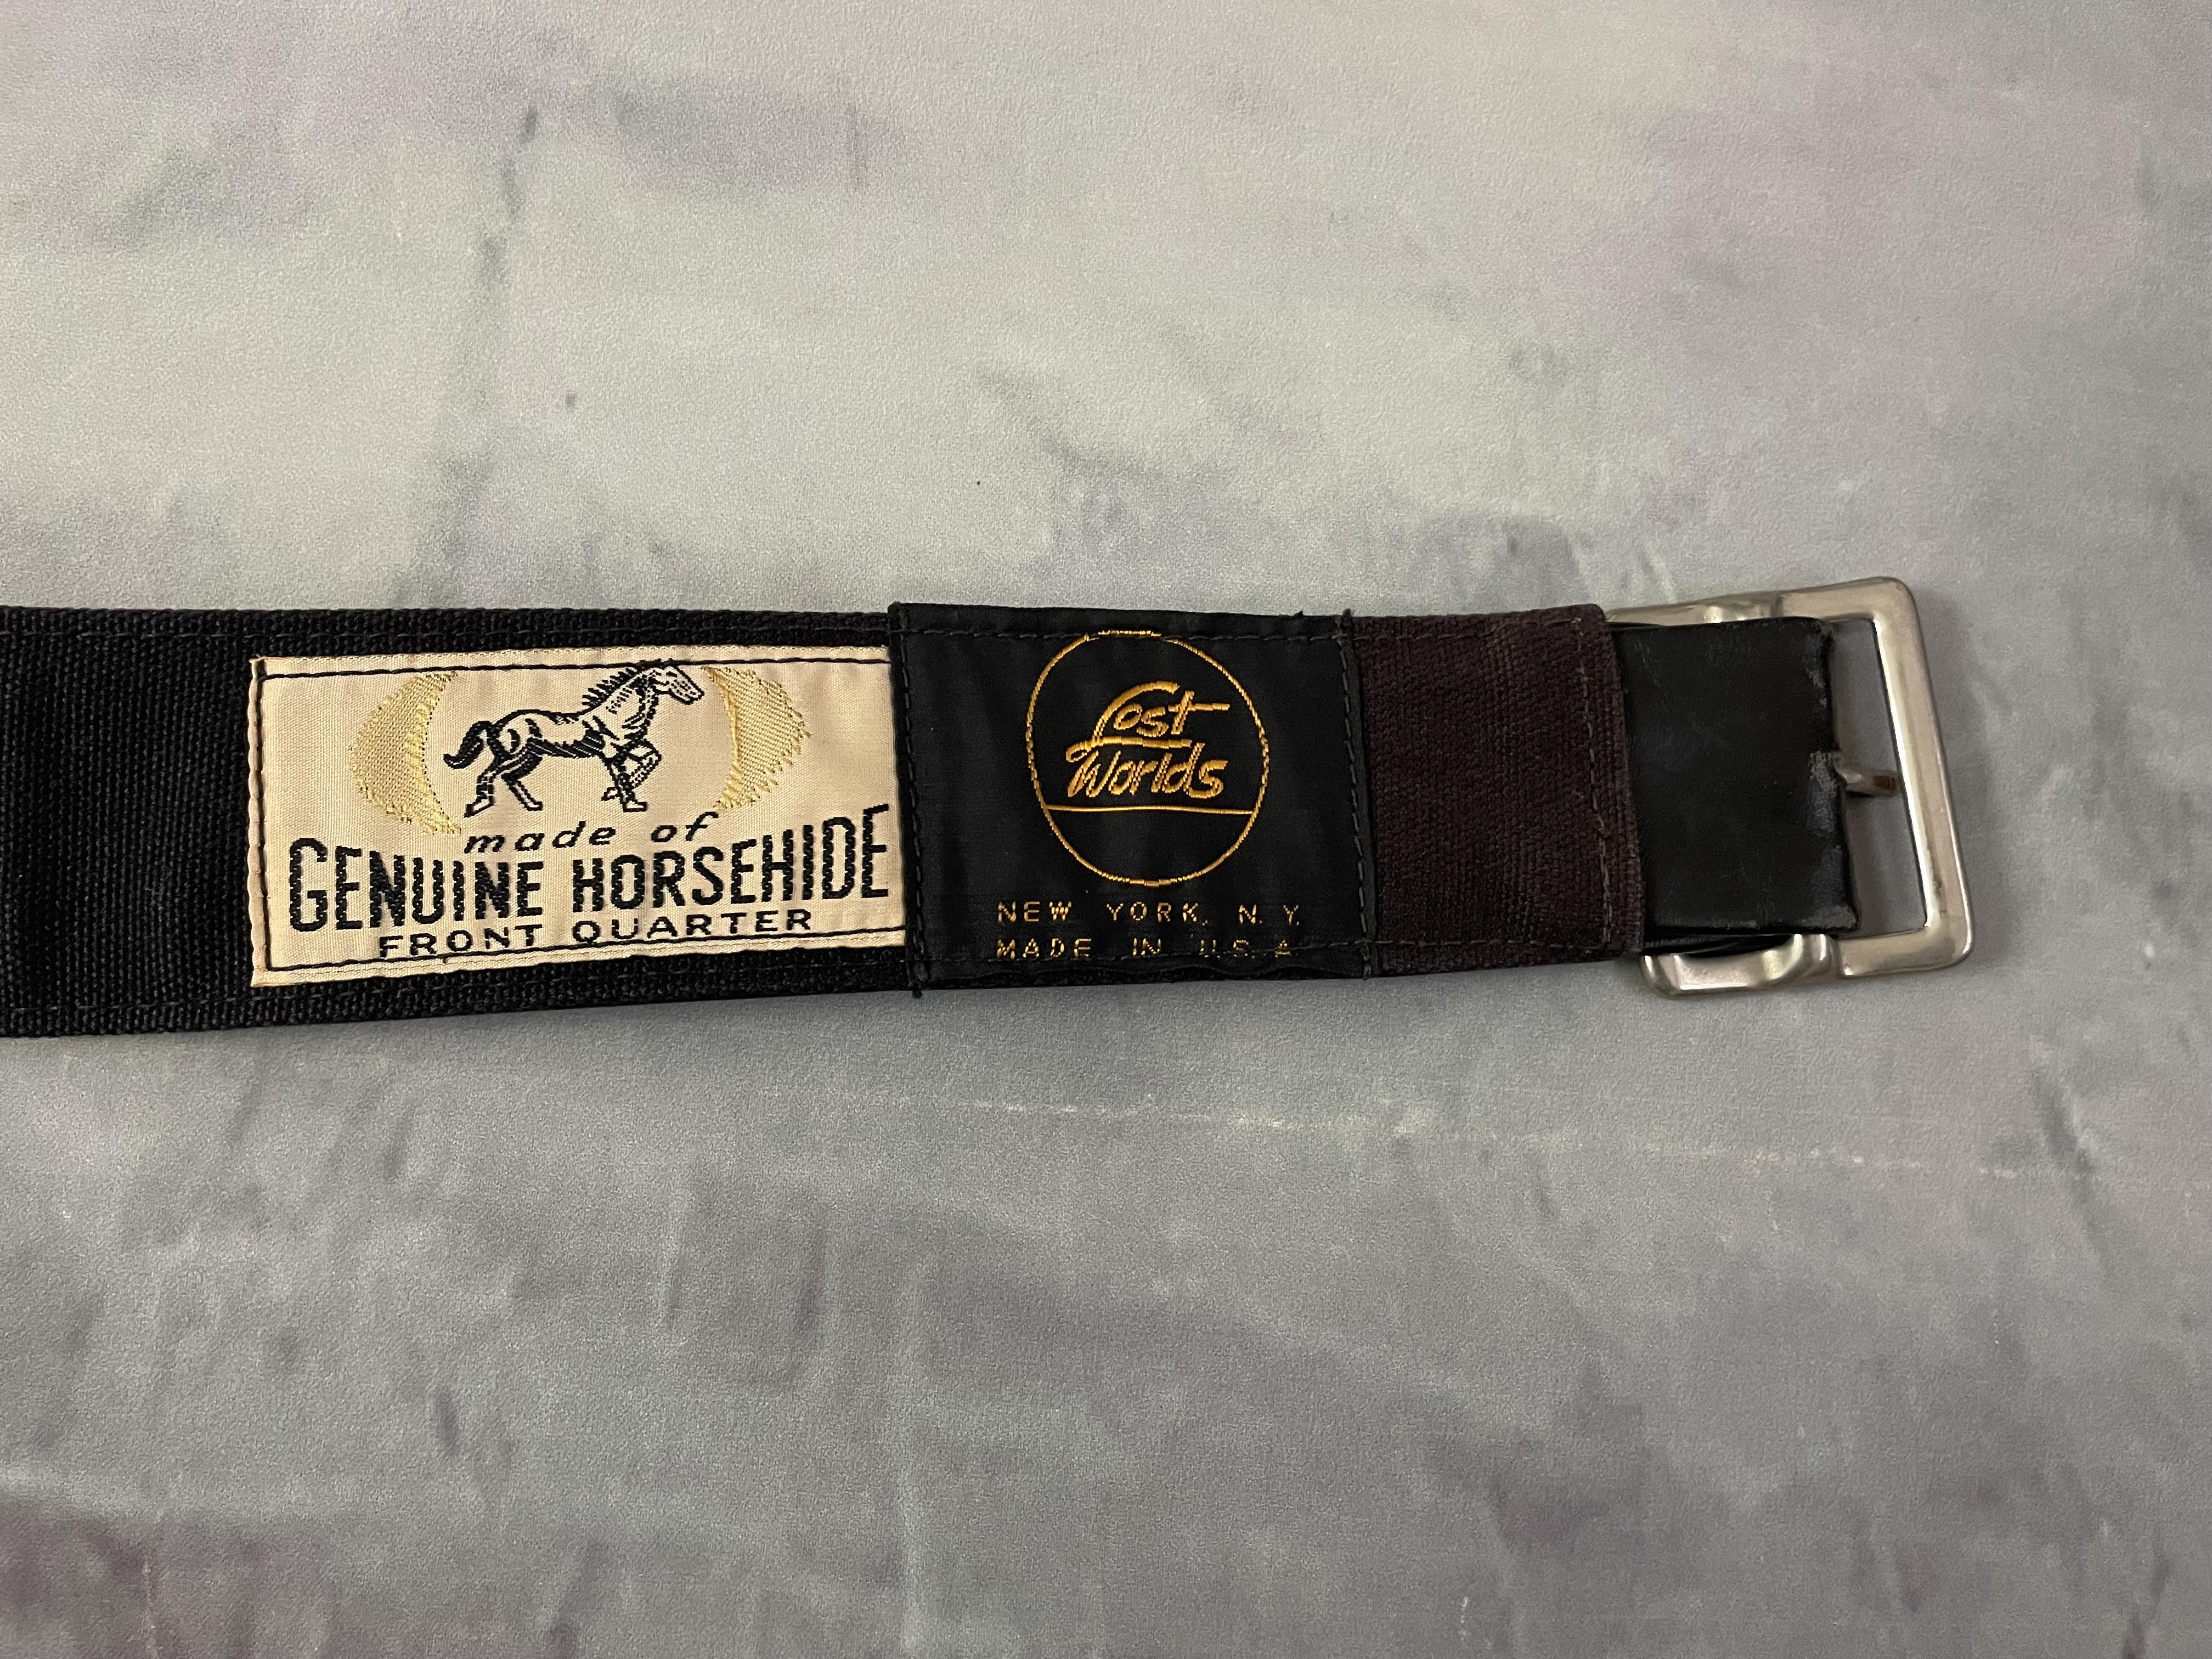 made of
GENUINE HORSEHIDE
FRONT QUARTER
Lost
Worlds
NEW YORK, N.Y.
MADE IN U.S.A